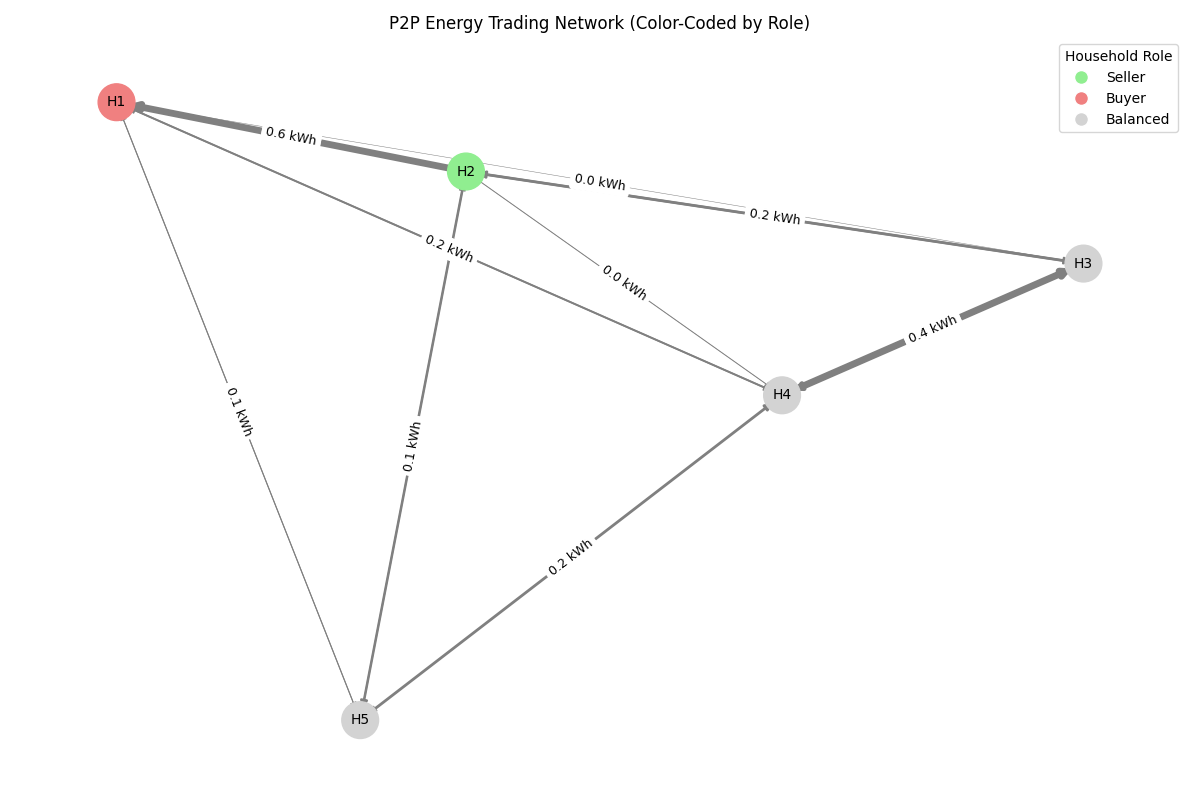 P2P Energy Trading Network (Color-Coded by Role)
Household Role
Seller
Buyer
Balanced
H1
0.6 kWh
H2
0.0 kWh
0.2 kWh
0.2 kWh
H3
0.0 kWh
0.4 kWh
H4
0.1 kWh
0.1 kWh
0.2 kWh
H5